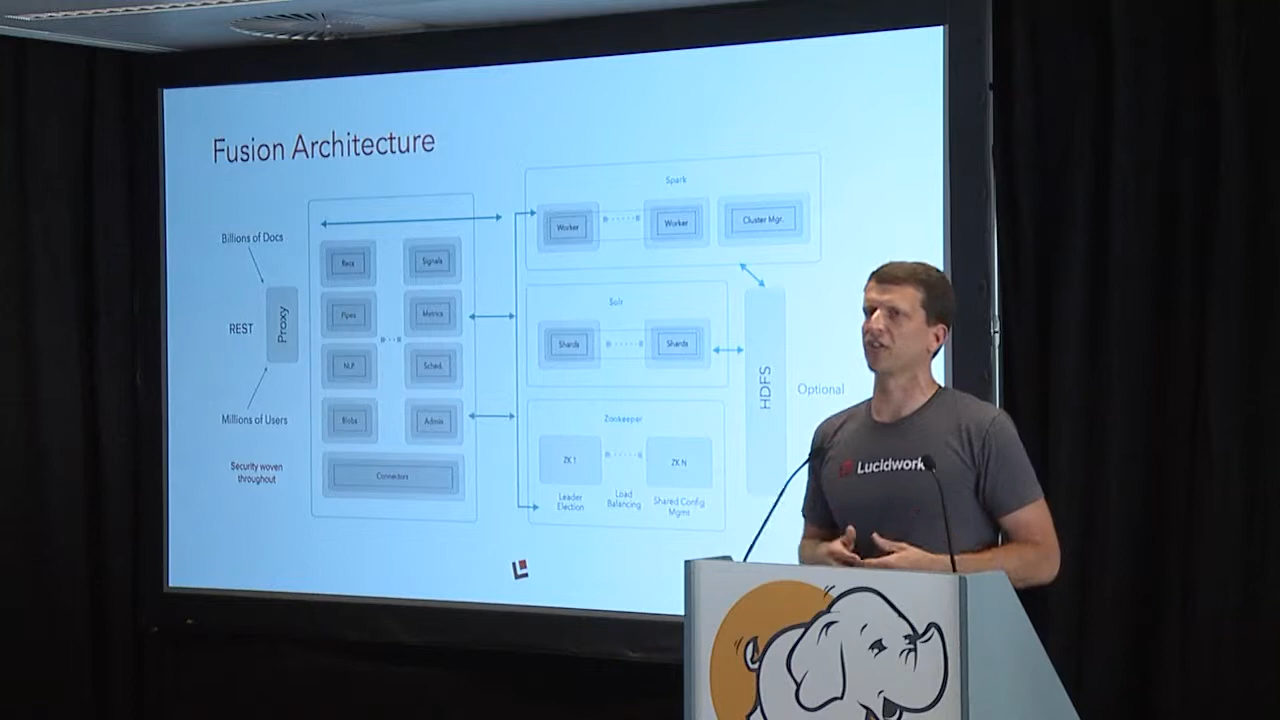 Fusion Architecture
Billions of Docs
REST
Proxy
Millions of Users
Security woven
throughout
Recs
Signals
Pipes
Metrics
NLP
Sched.
Blobs
Admin
Connectors
Spark
Worker
Worker
Cluster Mgr.
Solr
Shards
Shards
HDFS
Optional
Zookeeper
ZK 1
ZK N
Leader
Election
Load
Balancing
Shared Config
Mgmt
Lucidwork